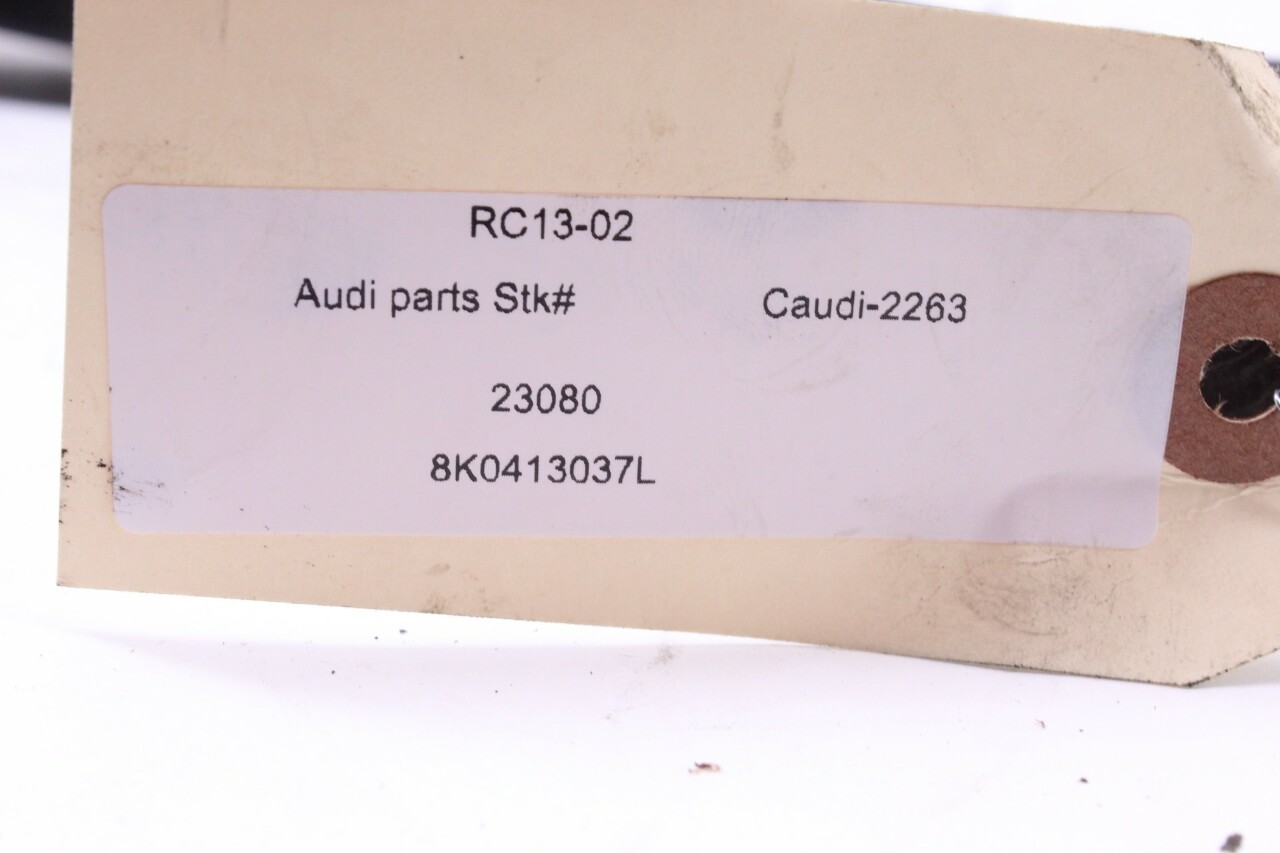 RC13-02
Audi parts Stk# Caudi-2263
23080
8K0413037L